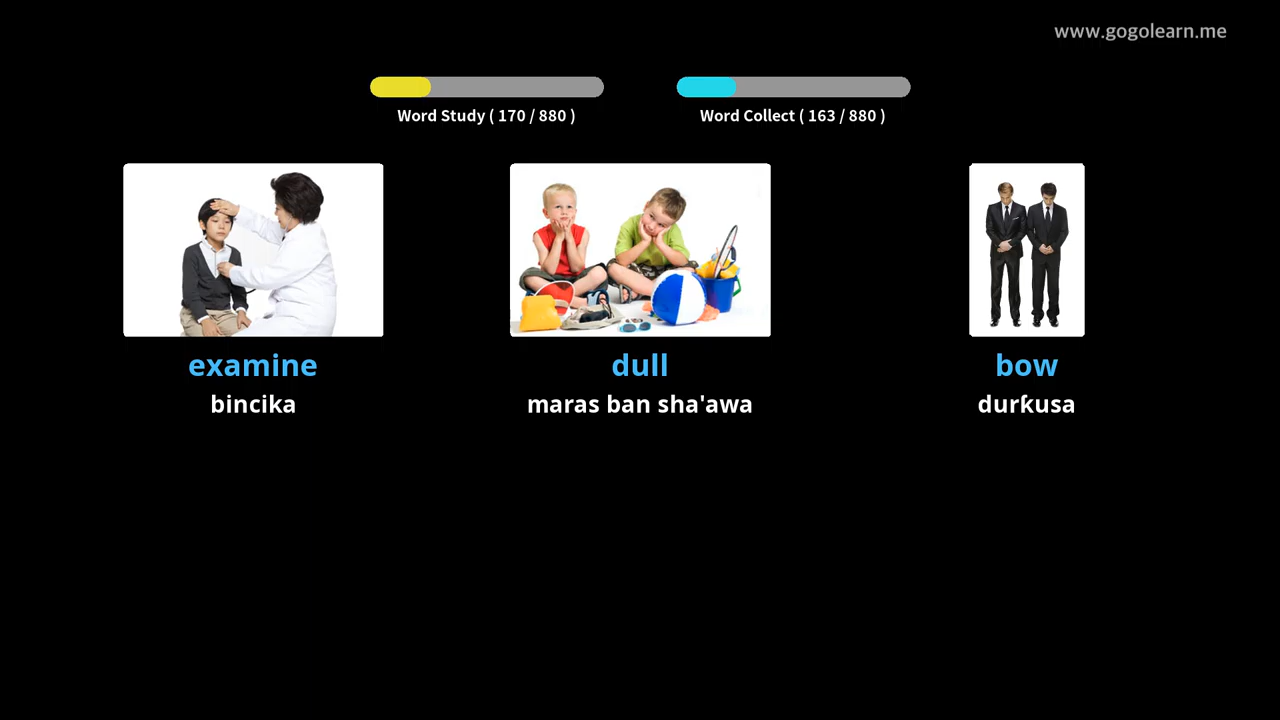 www.gogolearn.me
Word Study ( 170 / 880 )
Word Collect ( 163 / 880 )
examine
bincika
dull
maras ban sha'awa
bow
durƙusa